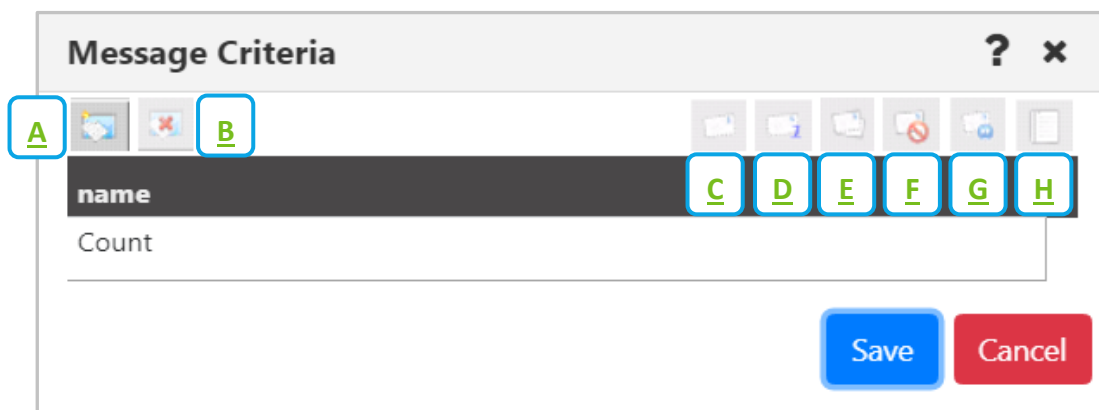 Message Criteria ? ×
A B
name C D E F G H
Count
Save Cancel